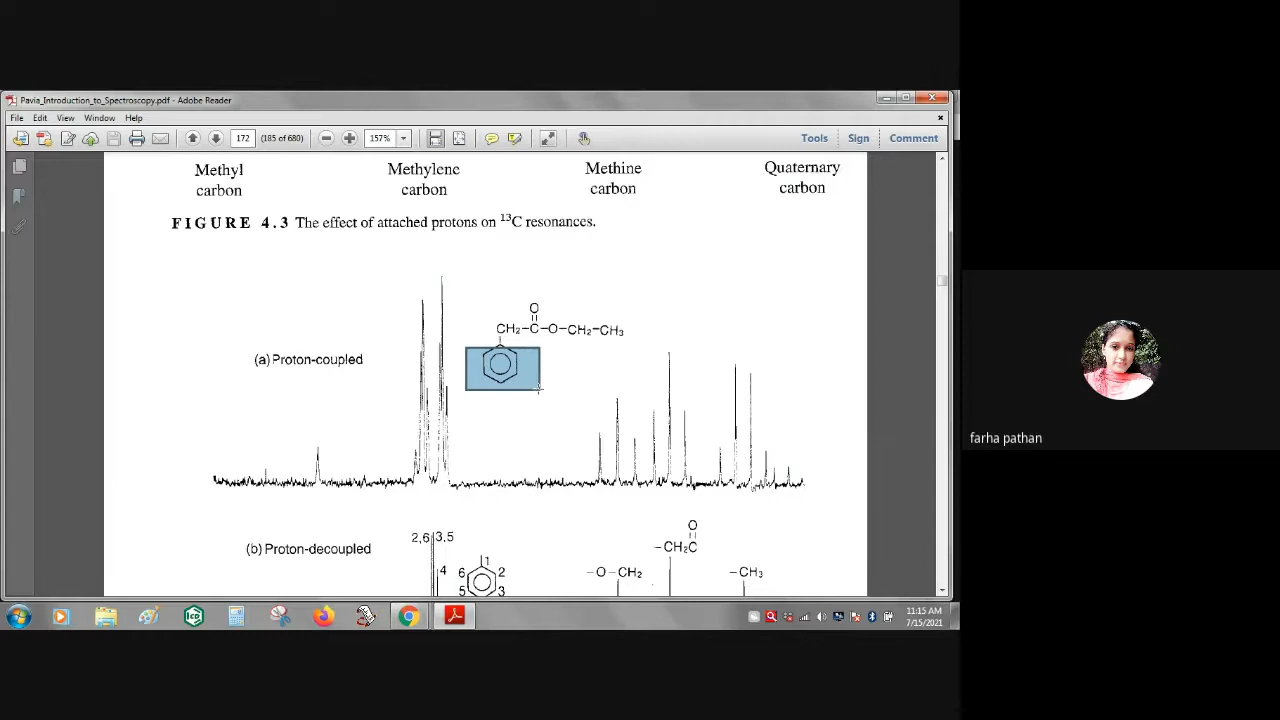 Pavia_Introduction_to_Spectroscopy.pdf - Adobe Reader
File Edit View Window Help
172 (185 of 680) 157% Tools Sign Comment
Methyl carbon
Methylene carbon
Methine carbon
Quaternary carbon
FIGURE 4.3 The effect of attached protons on ¹³C resonances.
O
CH₂–C–O–CH₂–CH₃
(a) Proton-coupled
farha pathan
O
–CH₂C
(b) Proton-decoupled
2,6 3.5
4
1
6 2
5 3
–O–CH₂
–CH₃
11:15 AM
7/15/2021